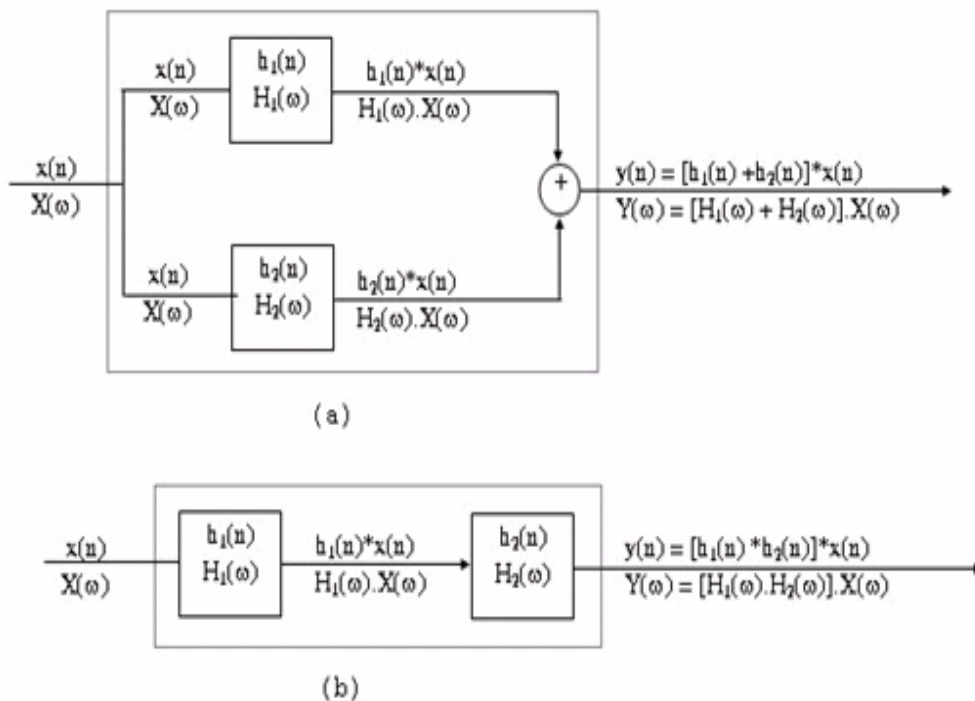 x(n)
X(ω)
x(n)
X(ω)
h₁(n)
H₁(ω)
h₁(n)*x(n)
H₁(ω).X(ω)
+
y(n) = [h₁(n) +h₂(n)]*x(n)
Y(ω) = [H₁(ω) + H₂(ω)].X(ω)
x(n)
X(ω)
h₂(n)
H₂(ω)
h₂(n)*x(n)
H₂(ω).X(ω)
(a)
x(n)
X(ω)
h₁(n)
H₁(ω)
h₁(n)*x(n)
H₁(ω).X(ω)
h₂(n)
H₂(ω)
y(n) = [h₁(n) *h₂(n)]*x(n)
Y(ω) = [H₁(ω).H₂(ω)].X(ω)
(b)